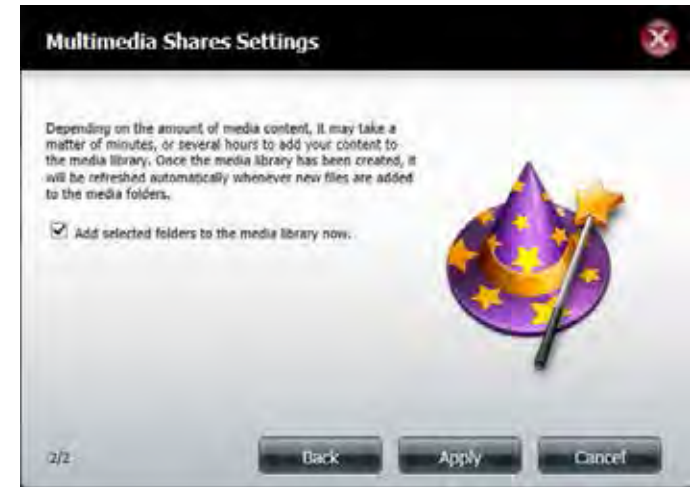 Multimedia Shares Settings
Depending on the amount of media content, it may take a
matter of minutes, or several hours to add your content to
the media library. Once the media library has been created, it
will be refreshed automatically whenever new files are added
to the media folders.
Add selected folders to the media library now.
2/2
Back
Apply
Cancel